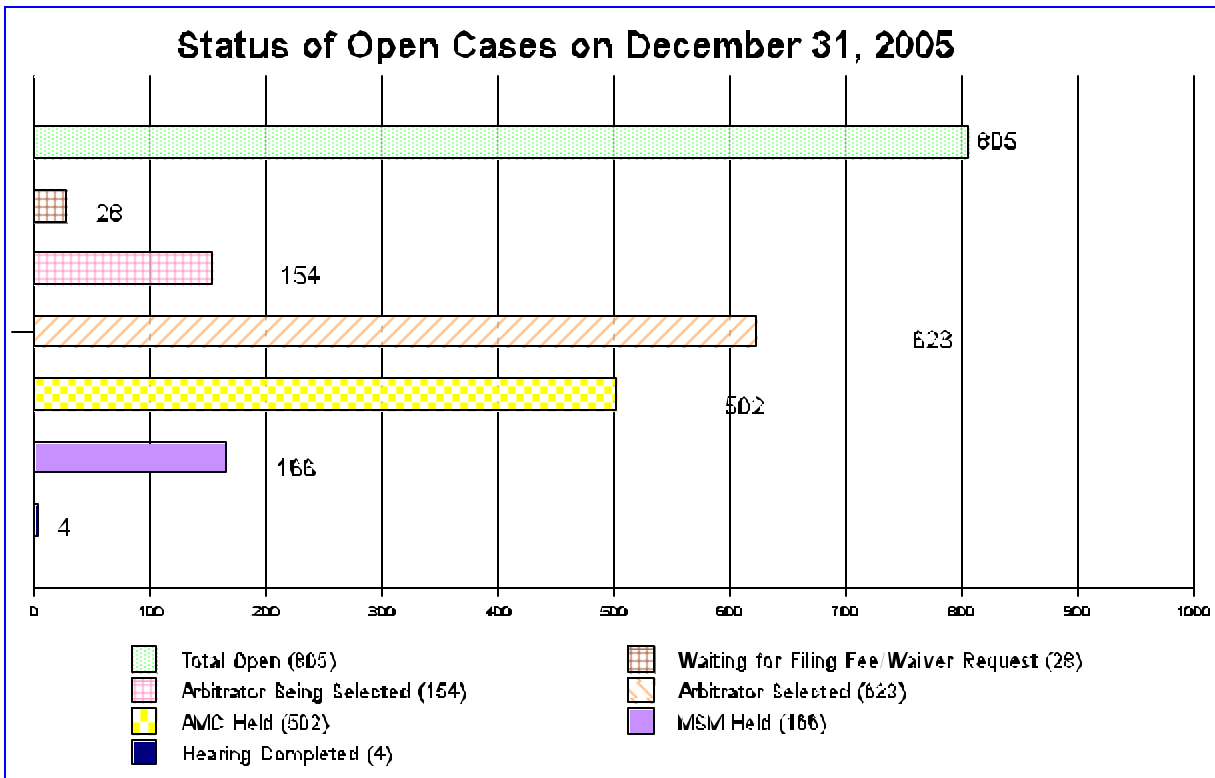 Status of Open Cases on December 31, 2005
805
28
154
623
502
166
4
0 100 200 300 400 500 600 700 800 900 1000
Total Open (805) Waiting for Filing Fee/Waiver Request (28)
Arbitrator Being Selected (154) Arbitrator Selected (623)
AMC Held (502) MSM Held (166)
Hearing Completed (4)